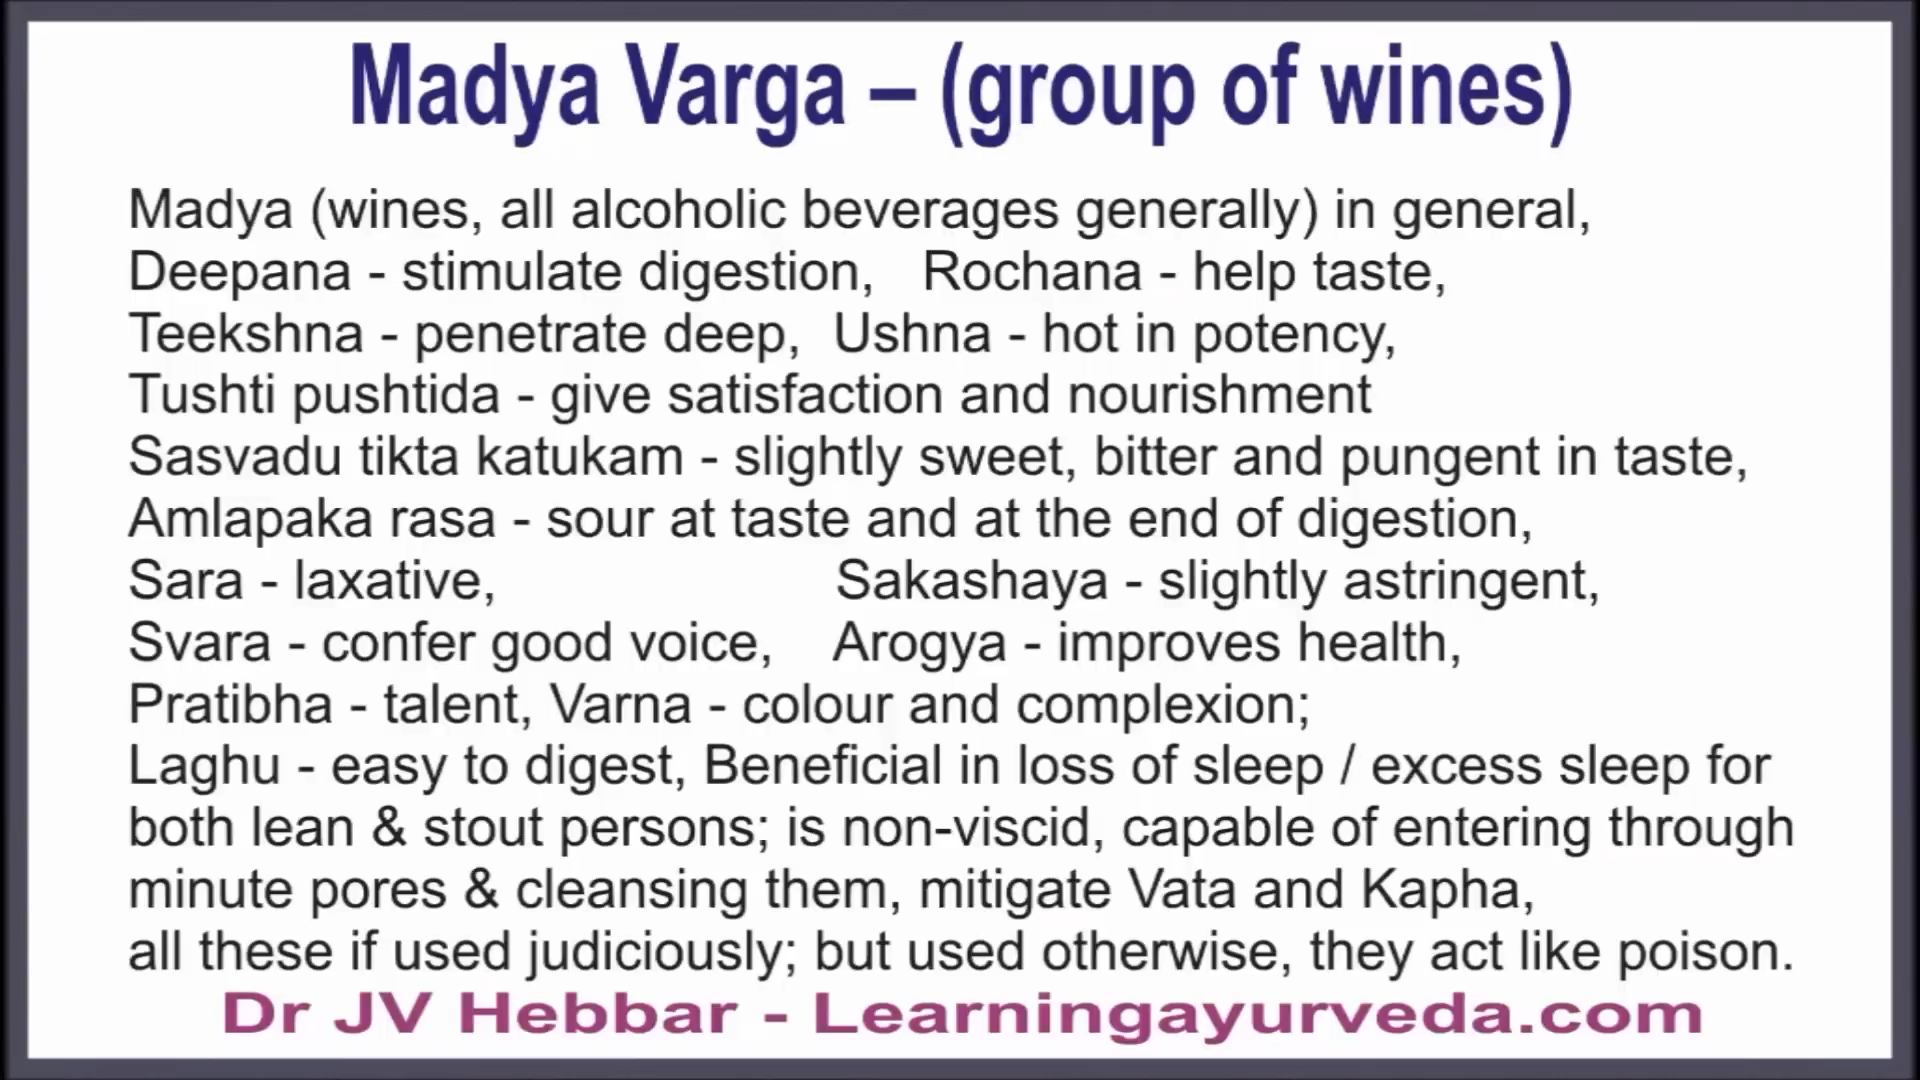 Madya Varga – (group of wines)
Madya (wines, all alcoholic beverages generally) in general,
Deepana - stimulate digestion, Rochana - help taste,
Teekshna - penetrate deep, Ushna - hot in potency,
Tushti pushtida - give satisfaction and nourishment
Sasvadu tikta katukam - slightly sweet, bitter and pungent in taste,
Amlapaka rasa - sour at taste and at the end of digestion,
Sara - laxative, Sakashaya - slightly astringent,
Svara - confer good voice, Arogya - improves health,
Pratibha - talent, Varna - colour and complexion;
Laghu - easy to digest, Beneficial in loss of sleep / excess sleep for
both lean & stout persons; is non-viscid, capable of entering through
minute pores & cleansing them, mitigate Vata and Kapha,
all these if used judiciously; but used otherwise, they act like poison.
Dr JV Hebbar - Learningayurveda.com